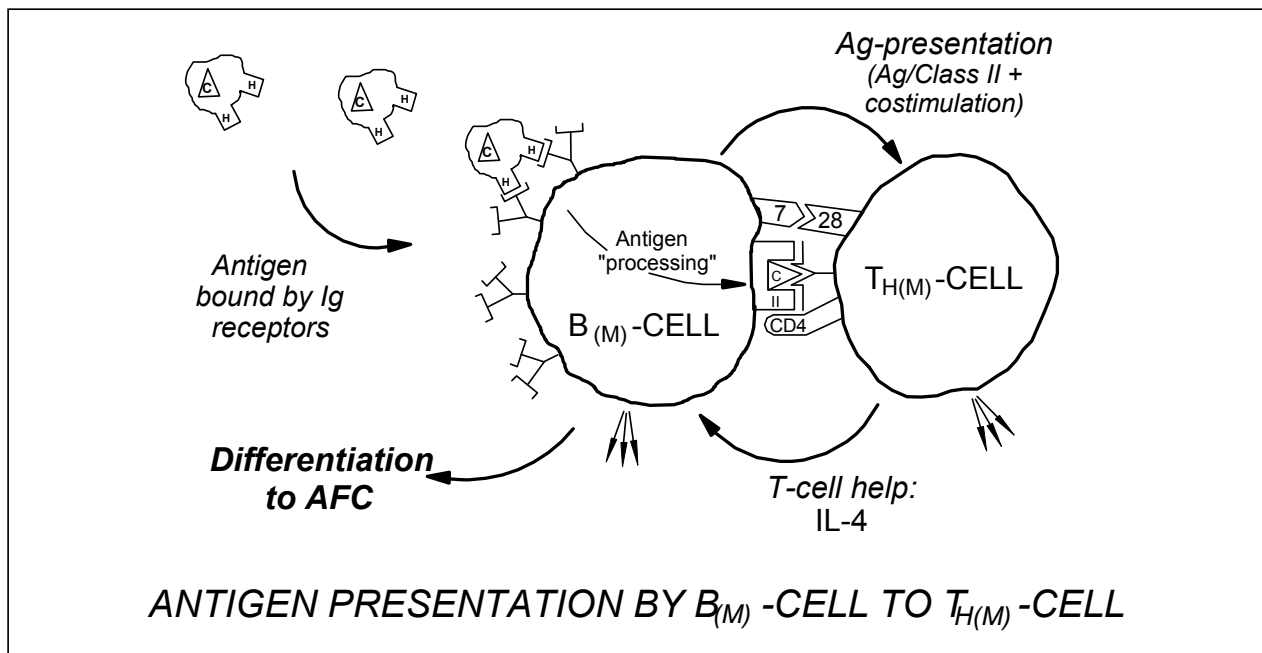 C
H
H
C
H
H
C
H
H
Antigen
bound by Ig
receptors
Ag-presentation
(Ag/Class II +
costimulation)
7
28
Antigen
"processing"
C
II
CD4
B(M)-CELL
TH(M)-CELL
Differentiation
to AFC
T-cell help:
IL-4
ANTIGEN PRESENTATION BY B(M) -CELL TO TH(M) -CELL